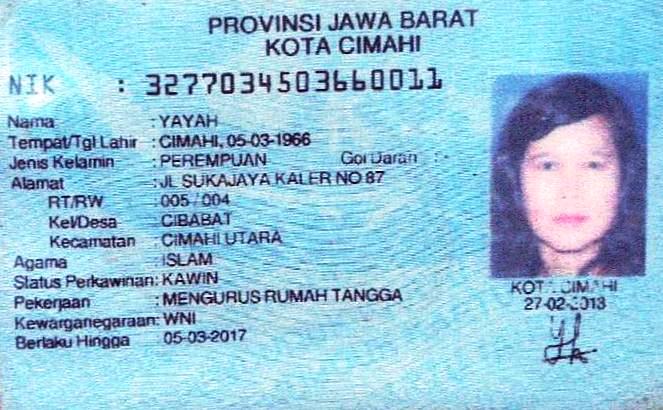 PROVINSI JAWA BARAT
KOTA CIMAHI
NIK : 3277034503660011
Nama : YAYAH
Tempat/Tgl Lahir : CIMAHI, 05-03-1966
Jenis Kelamin : PEREMPUAN Gol Darah : -
Alamat : JL SUKAJAYA KALER NO 87
RT/RW : 005 / 004
Kel/Desa : CIBABAT
Kecamatan : CIMAHI UTARA
Agama : ISLAM
Status Perkawinan: KAWIN
Pekerjaan : MENGURUS RUMAH TANGGA
Kewarganegaraan: WNI
Berlaku Hingga : 05-03-2017
KOTA CIMAHI
27-02-2013